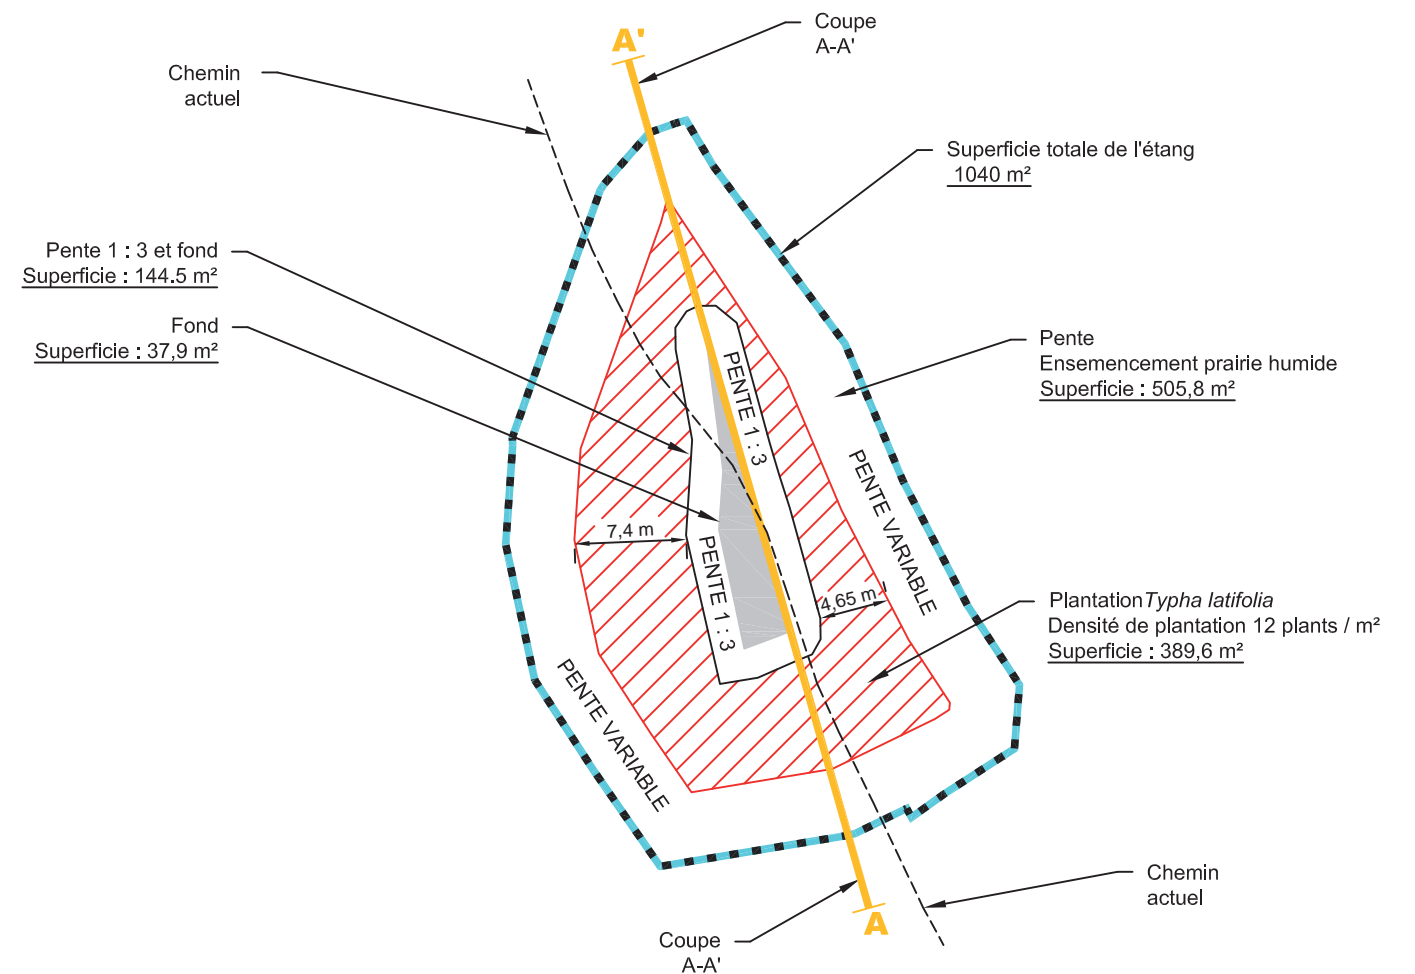 Coupe
A-A'
A'
Chemin
actuel
Superficie totale de l'étang
1040 m²
Pente 1 : 3 et fond
Superficie : 144.5 m²
Fond
Superficie : 37,9 m²
Pente
Ensemencement prairie humide
Superficie : 505,8 m²
PENTE 1 : 3
PENTE VARIABLE
7,4 m
PENTE 1 : 3
4,65 m
Plantation Typha latifolia
Densité de plantation 12 plants / m²
Superficie : 389,6 m²
PENTE VARIABLE
Chemin
actuel
A
Coupe
A-A'